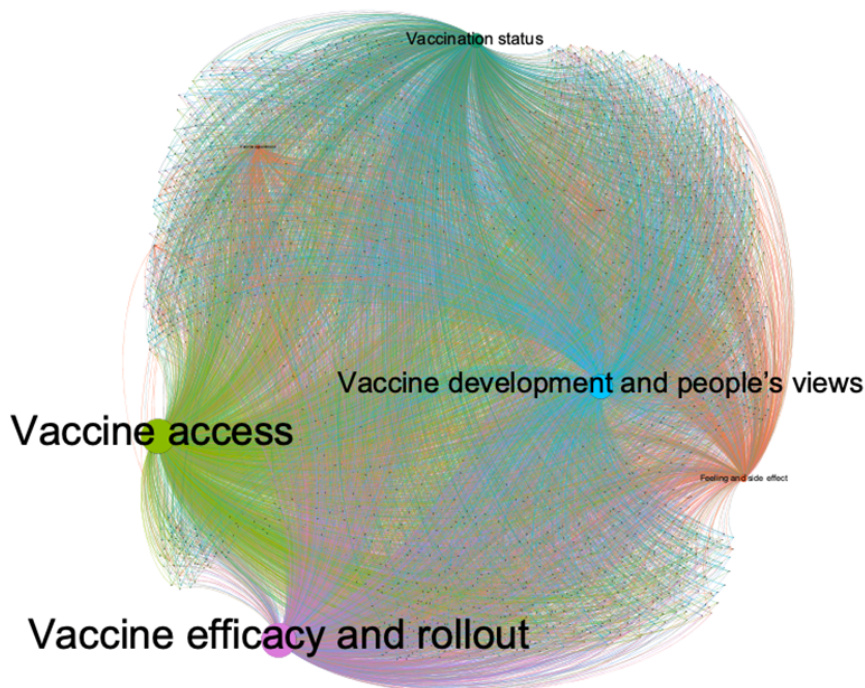 Vaccination status
Vaccine development and people's views
Vaccine access
Feeling and side effect
Vaccine efficacy and rollout